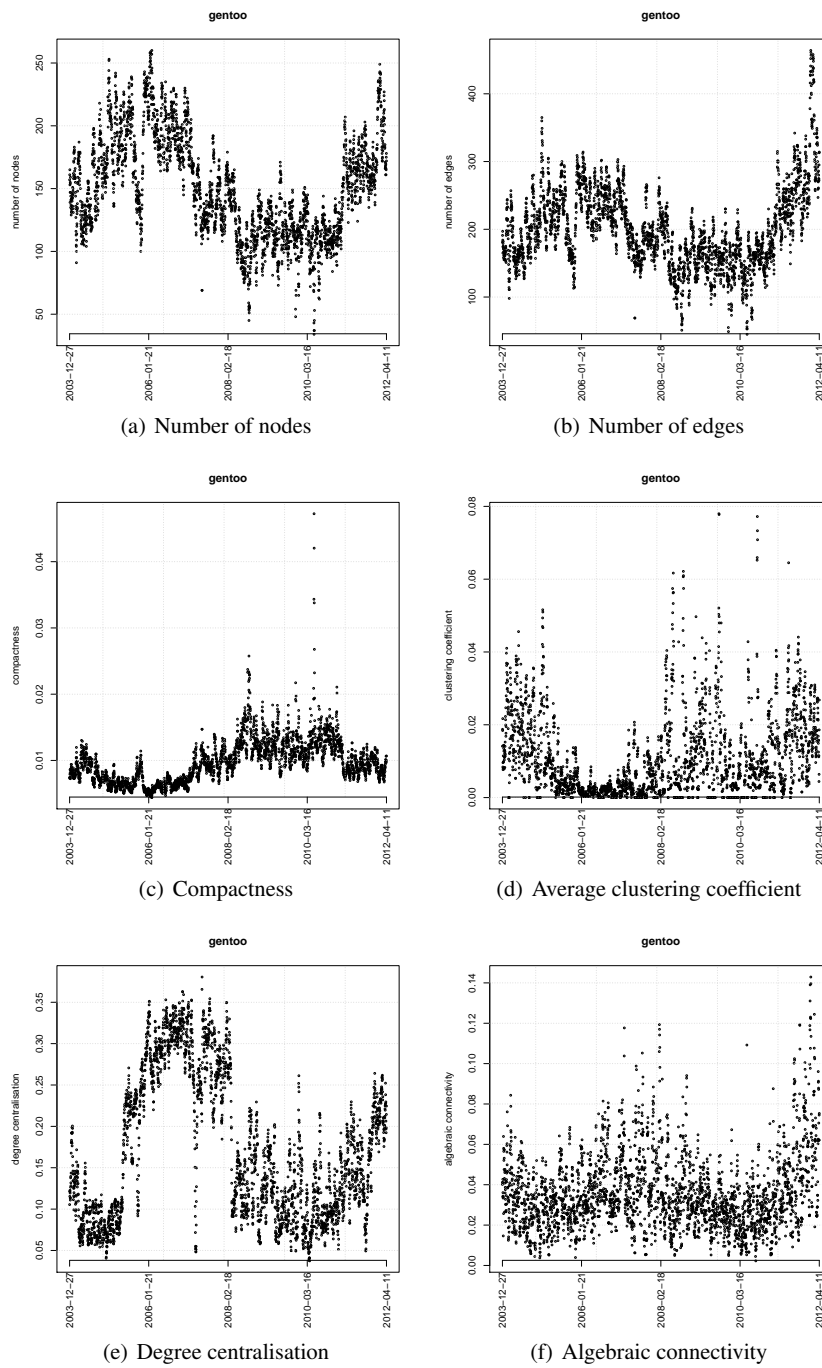 gentoo
number of nodes
50 100 150 200 250
2003−12−27 2006−01−21 2008−02−18 2010−03−16 2012−04−11
(a) Number of nodes
gentoo
number of edges
100 200 300 400
2003−12−27 2006−01−21 2008−02−18 2010−03−16 2012−04−11
(b) Number of edges
gentoo
compactness
0.01 0.02 0.03 0.04
2003−12−27 2006−01−21 2008−02−18 2010−03−16 2012−04−11
(c) Compactness
gentoo
clustering coefficient
0.00 0.02 0.04 0.06 0.08
2003−12−27 2006−01−21 2008−02−18 2010−03−16 2012−04−11
(d) Average clustering coefficient
gentoo
degree centralisation
0.05 0.10 0.15 0.20 0.25 0.30 0.35
2003−12−27 2006−01−21 2008−02−18 2010−03−16 2012−04−11
(e) Degree centralisation
gentoo
algebraic connectivity
0.00 0.02 0.04 0.06 0.08 0.10 0.12 0.14
2003−12−27 2006−01−21 2008−02−18 2010−03−16 2012−04−11
(f) Algebraic connectivity